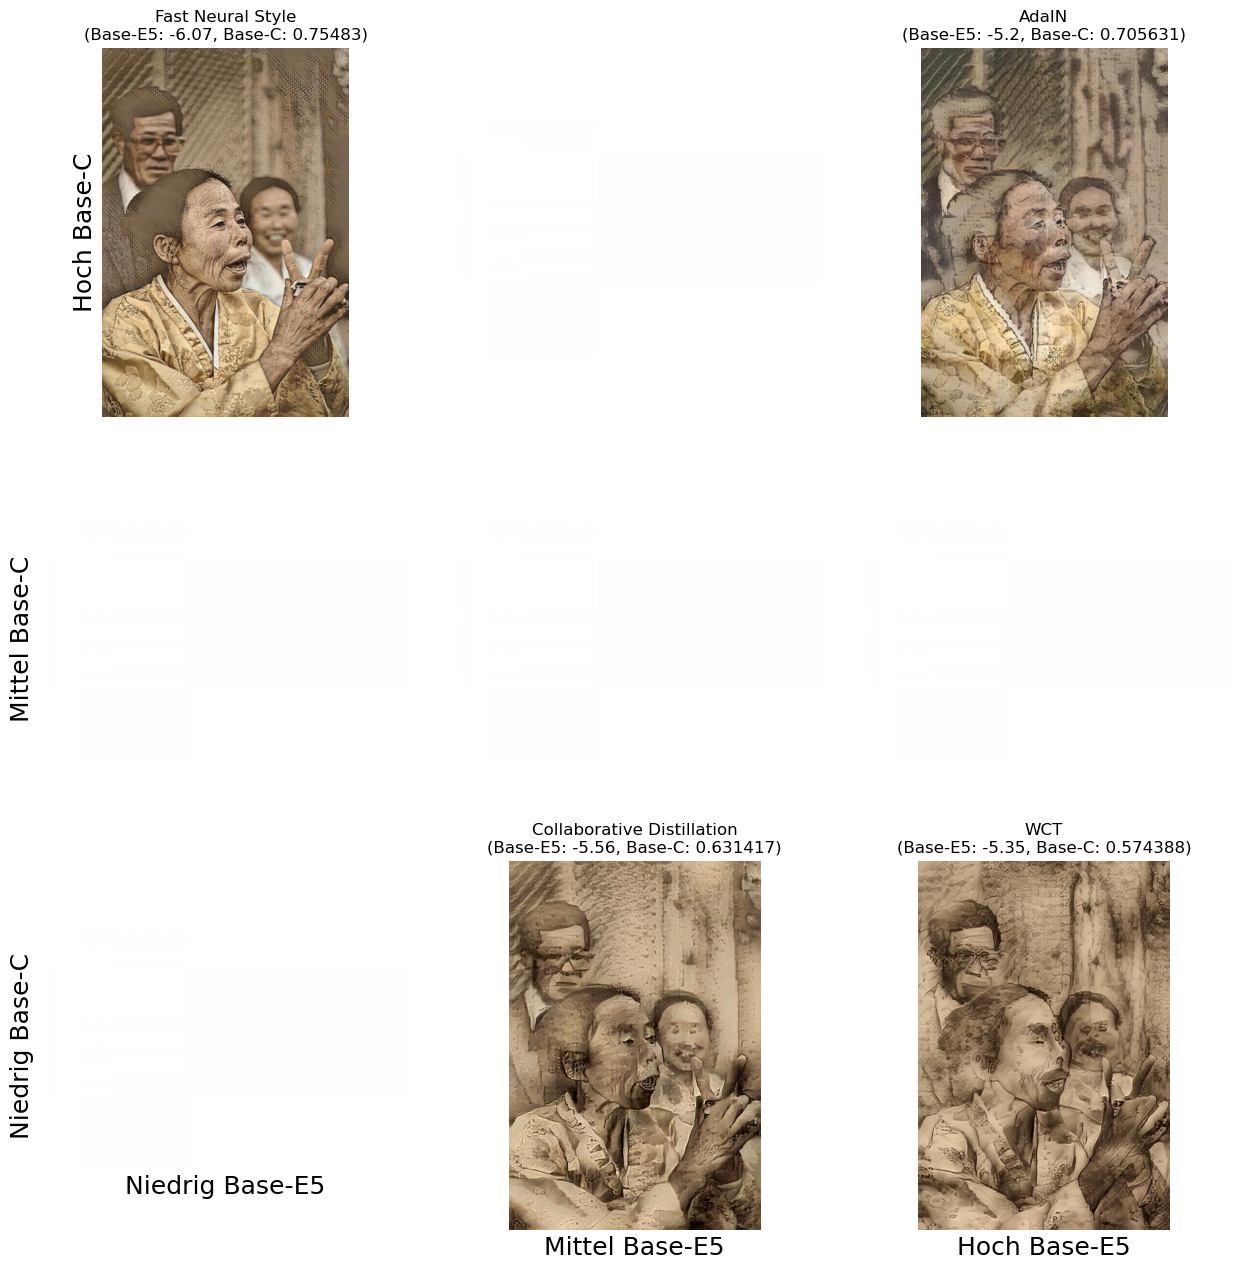 Fast Neural Style
(Base-E5: -6.07, Base-C: 0.75483)
AdaIN
(Base-E5: -5.2, Base-C: 0.705631)
Hoch Base-C
Mittel Base-C
Collaborative Distillation
(Base-E5: -5.56, Base-C: 0.631417)
WCT
(Base-E5: -5.35, Base-C: 0.574388)
Niedrig Base-C
Niedrig Base-E5
Mittel Base-E5
Hoch Base-E5